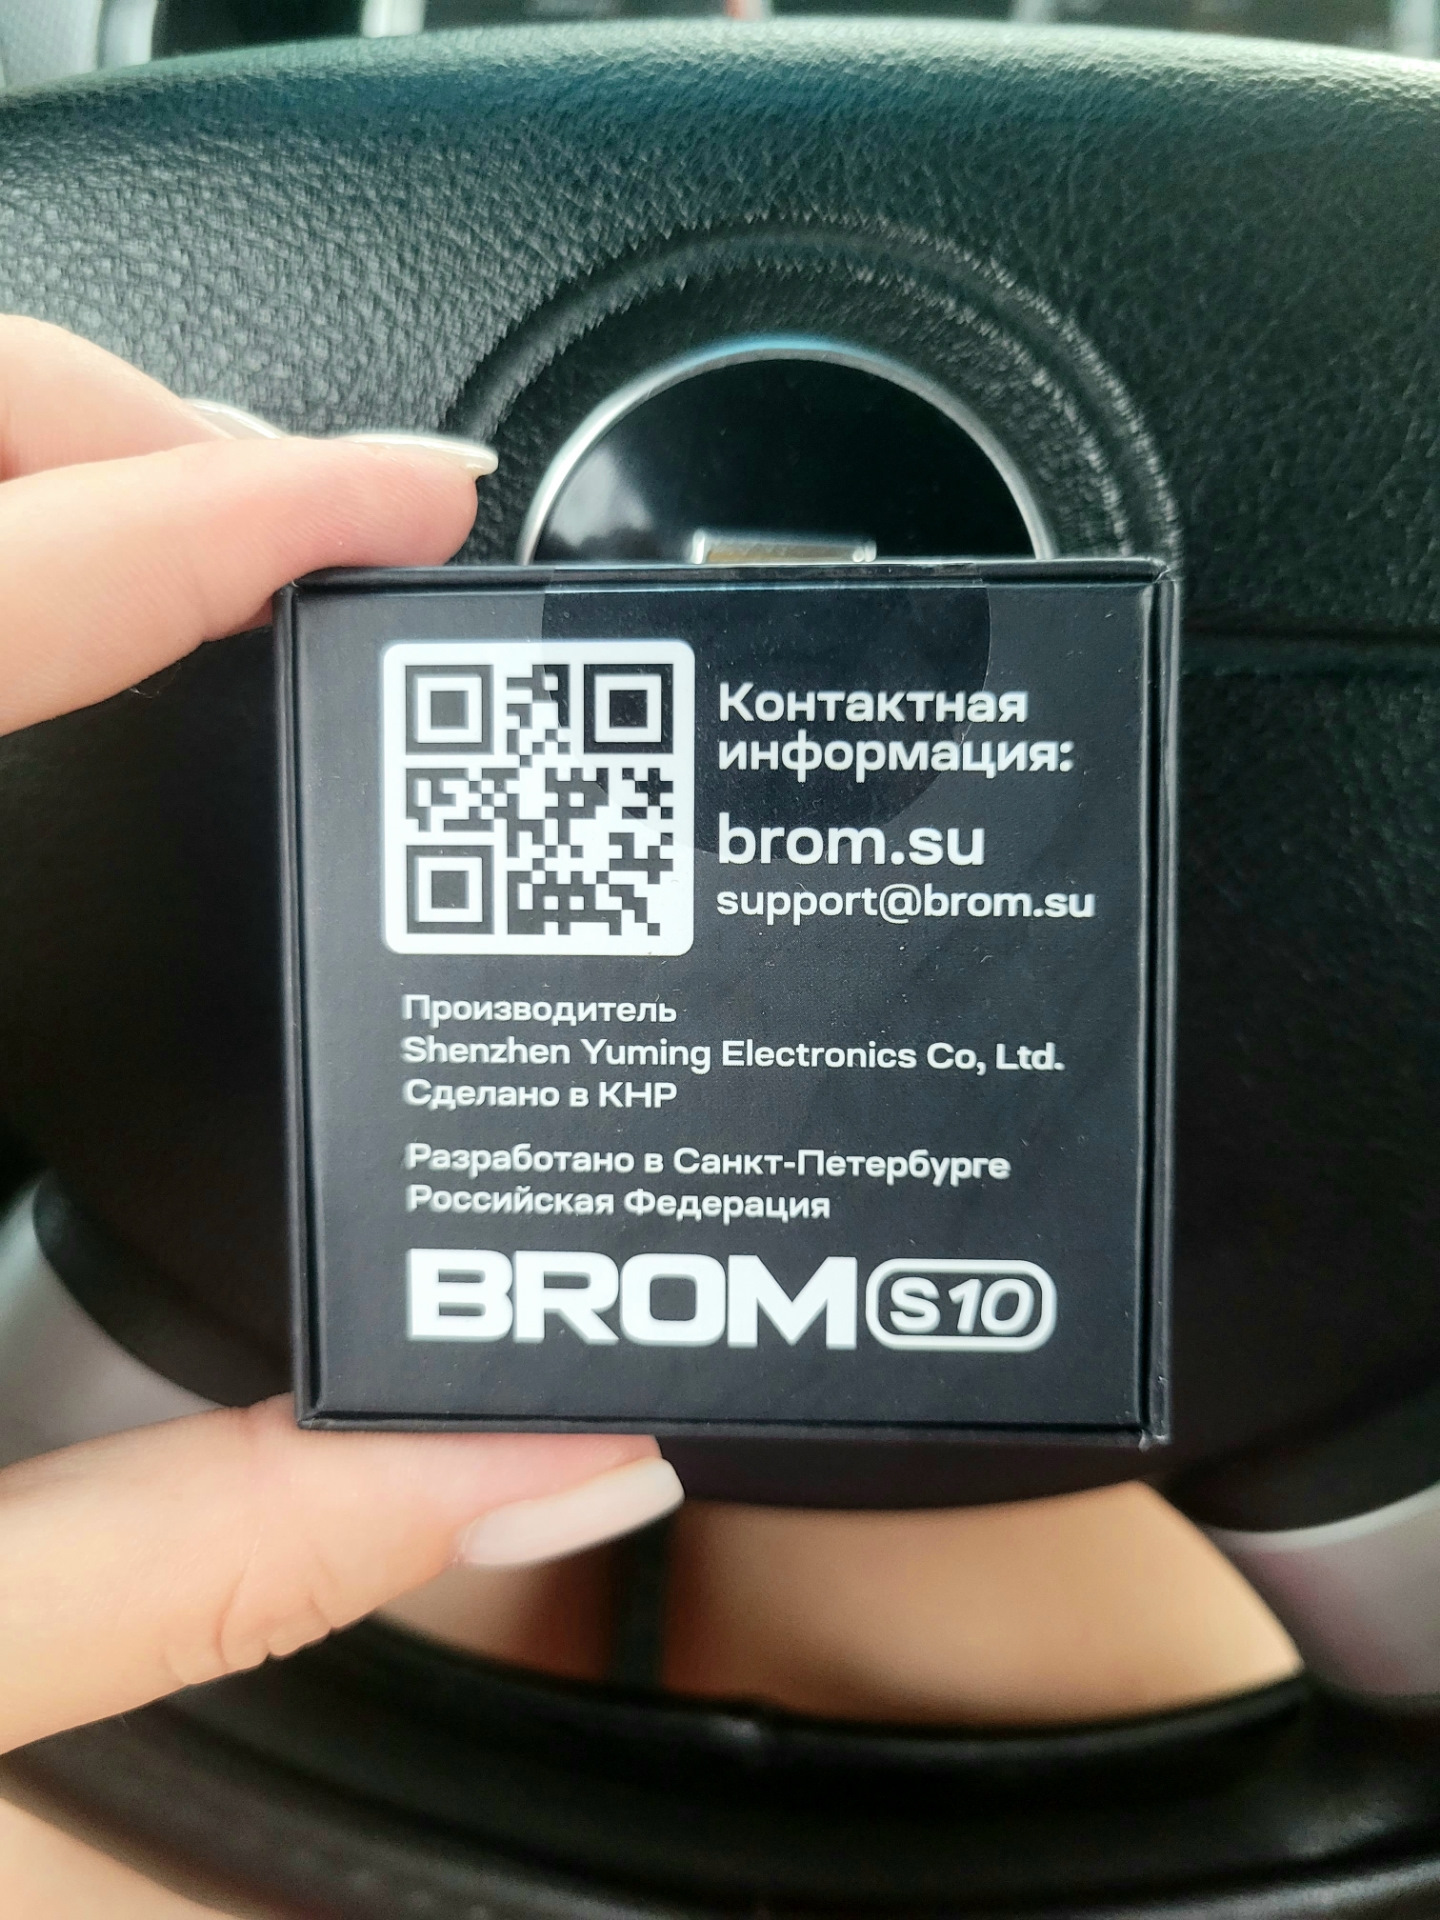 Контактная
информация:
brom.su
support@brom.su
Производитель
Shenzhen Yuming Electronics Co, Ltd.
Сделано в КНР
Разработано в Санкт-Петербурге
Российская Федерация
BROM S10